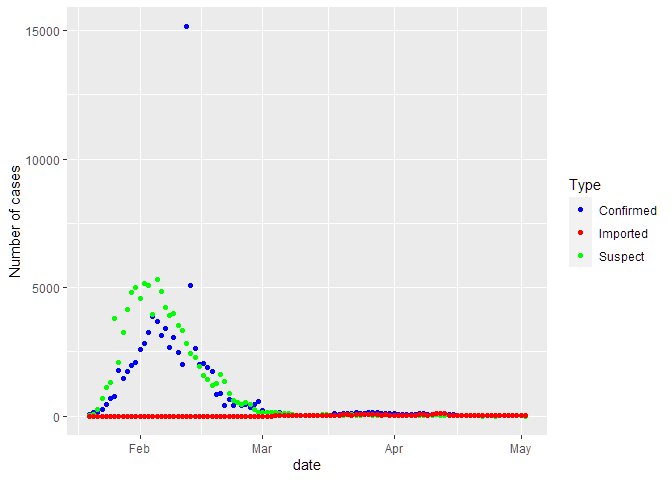 15000
10000
5000
0
Number of cases
Feb
Mar
Apr
May
date
Type
Confirmed
Imported
Suspect